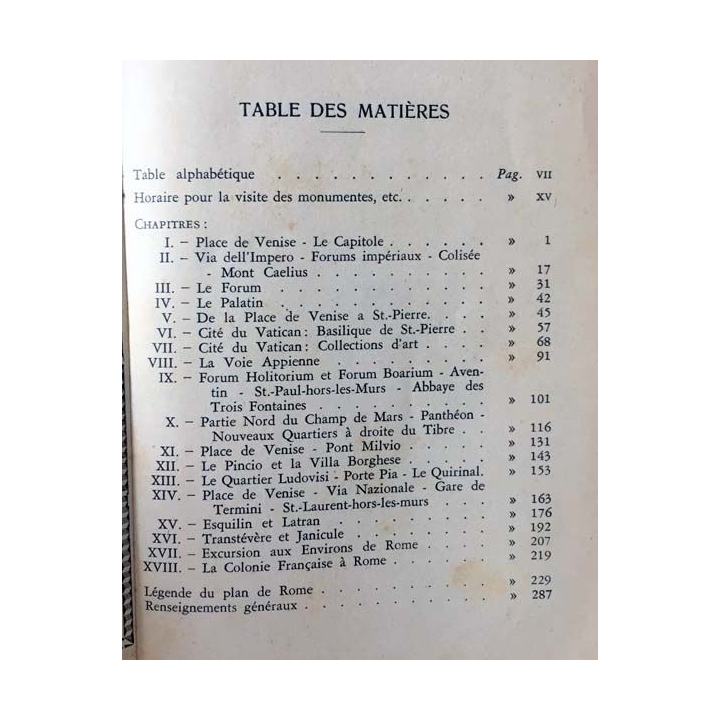 TABLE DES MATIÈRES
Table alphabétique . . . . . . . . . . . . Pag. VII
Horaire pour la visite des monumentes, etc. . . . . . » XV
CHAPITRES :
I. – Place de Venise - Le Capitole . . . . . . » 1
II. – Via dell'Impero - Forums impériaux - Colisée
- Mont Caelius . . . . . . . . . » 17
III. – Le Forum . . . . . . . . . . . » 31
IV. – Le Palatin . . . . . . . . . . . » 42
V. – De la Place de Venise a St.-Pierre. . . . » 45
VI. – Cité du Vatican : Basilique de St.-Pierre . . » 57
VII. – Cité du Vatican : Collections d'art . . . . » 68
VIII. – La Voie Appienne . . . . . . . . » 91
IX. – Forum Holitorium et Forum Boarium - Aven-
tin - St.-Paul-hors-les-Murs - Abbaye des
Trois Fontaines . . . . . . . . . » 101
X. – Partie Nord du Champ de Mars - Panthéon -
Nouveaux Quartiers à droite du Tibre . . » 116
XI. – Place de Venise - Pont Milvio . . . . . » 131
XII. – Le Pincio et la Villa Borghese . . . . . » 143
XIII. – Le Quartier Ludovisi - Porte Pia - Le Quirinal. » 153
XIV. – Place de Venise - Via Nazionale - Gare de
Termini - St.-Laurent-hors-les-murs . . . » 163
XV. – Esquilin et Latran . . . . . . . . » 176
XVI. – Transtévère et Janicule . . . . . . . » 192
XVII. – Excursion aux Environs de Rome . . . . » 207
XVIII. – La Colonie Française à Rome . . . . . » 219
Légende du plan de Rome . . . . . . . . . » 229
Renseignements généraux . . . . . . . . . . » 287